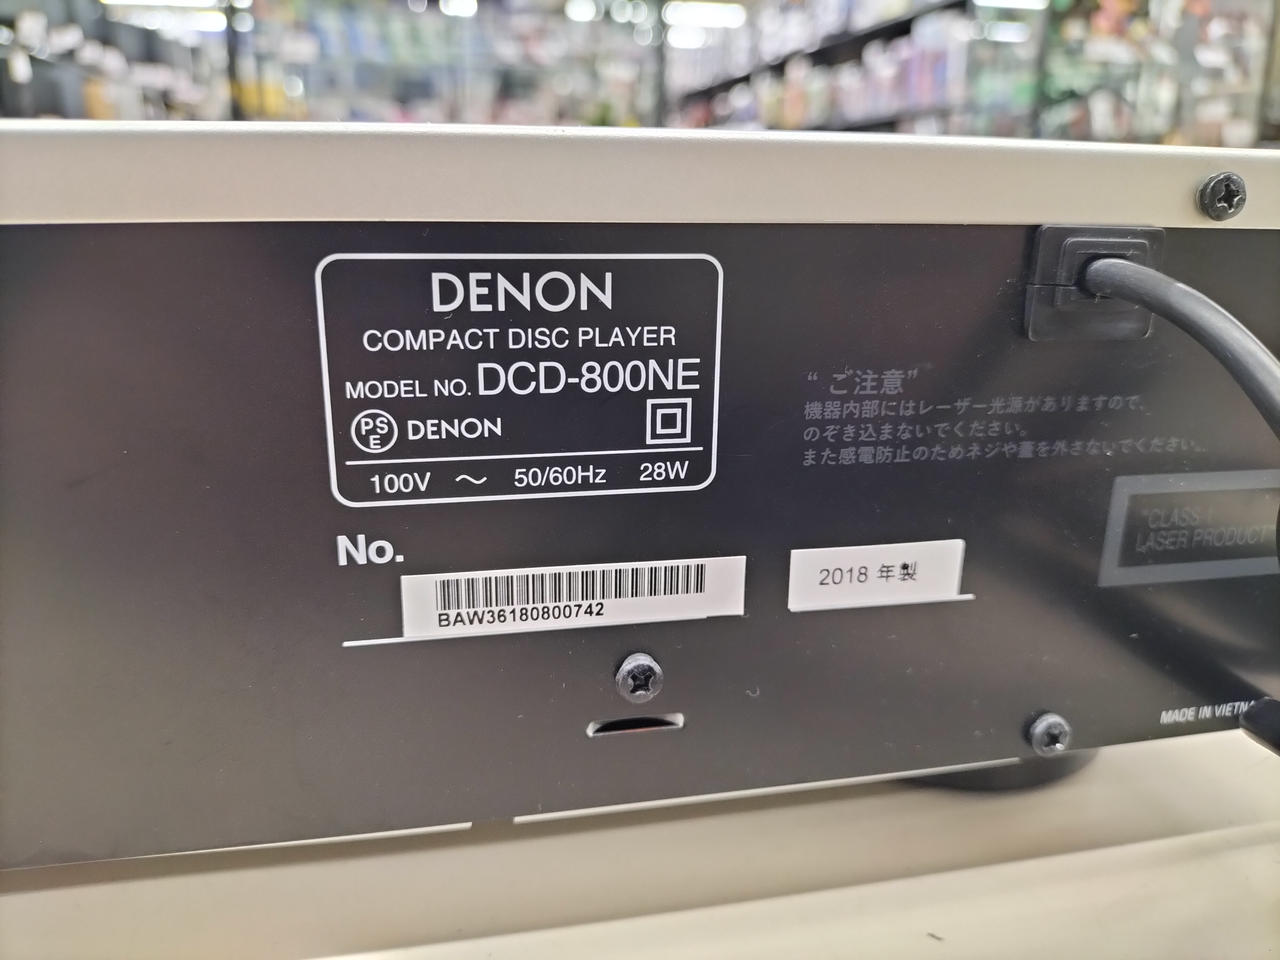 DENON
COMPACT DISC PLAYER
MODEL NO. DCD-800NE
PSE DENON
100V ～ 50/60Hz 28W
No.
BAW36180800742
2018 年製
“ ご注意”
機器内部にはレーザー光源がありますので、
のぞき込まないでください。
また感電防止のためネジや蓋を外さないでください。
"CLASS 1
LASER PRODUCT"
MADE IN VIETNA